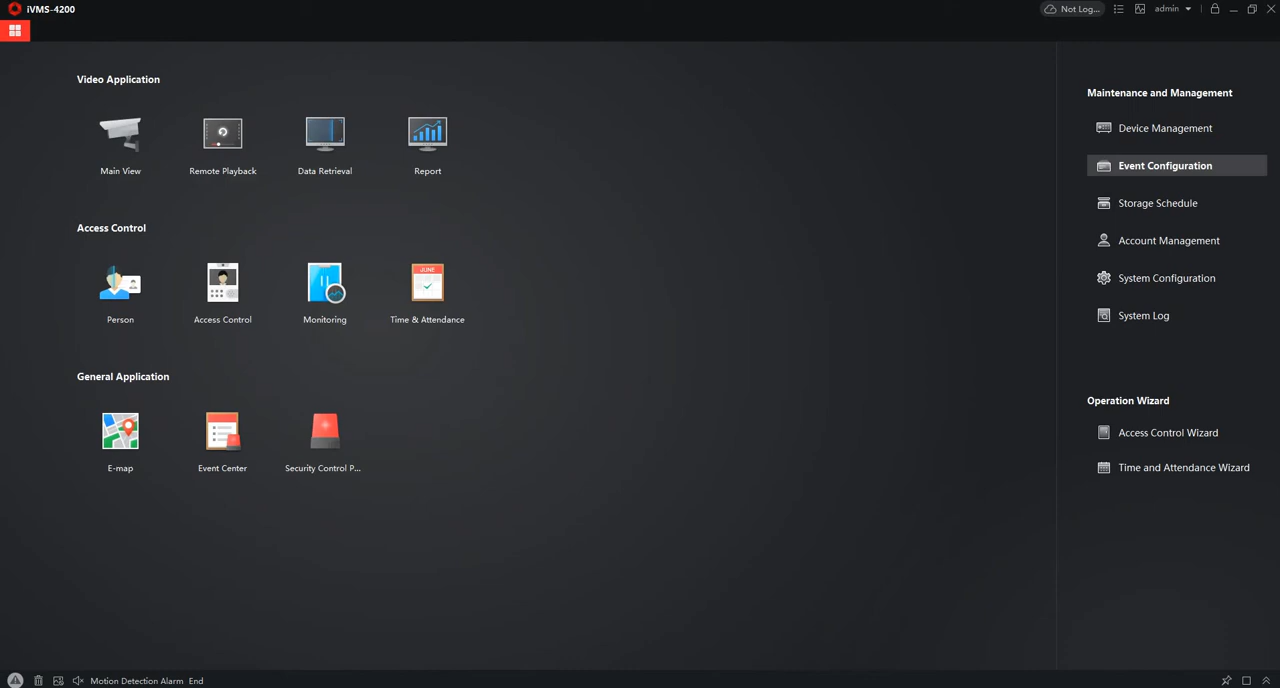 iVMS-4200
Not Log...
admin
Video Application
Main View
Remote Playback
Data Retrieval
Report
Access Control
Person
Access Control
Monitoring
JUNE
Time & Attendance
General Application
E-map
Event Center
Security Control P...
Maintenance and Management
Device Management
Event Configuration
Storage Schedule
Account Management
System Configuration
System Log
Operation Wizard
Access Control Wizard
Time and Attendance Wizard
Motion Detection Alarm End